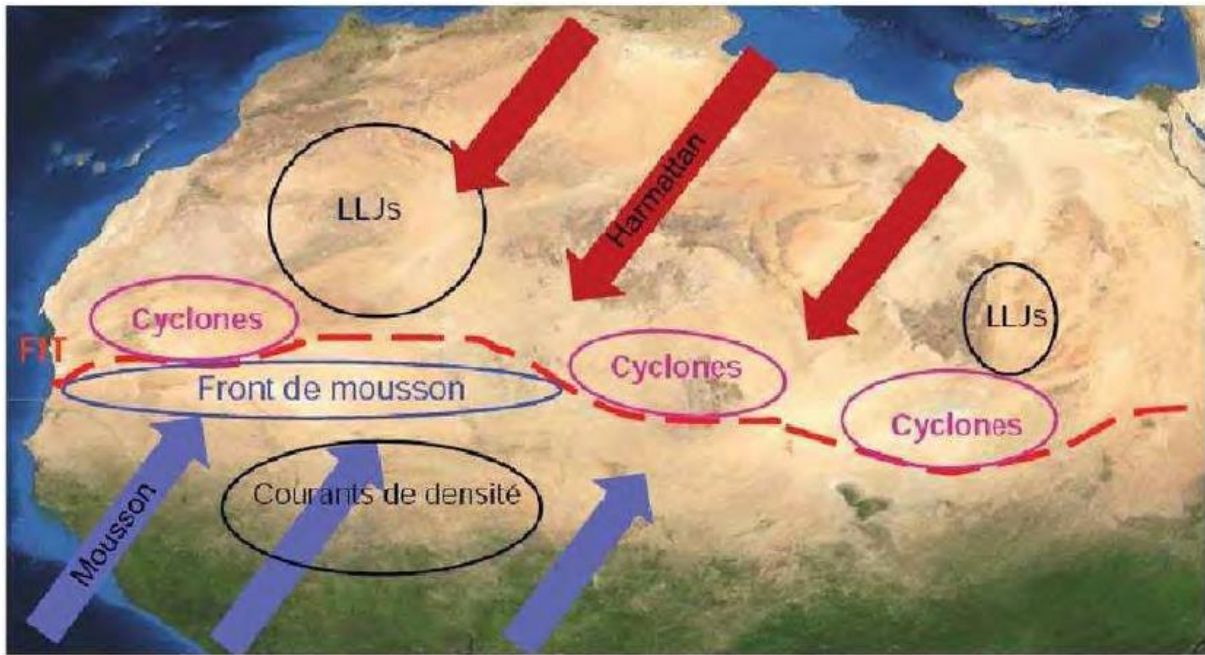 LLJs
Harmattan
LLJs
Cyclones
FIT
Cyclones
Front de mousson
Cyclones
Courants de densité
Mousson